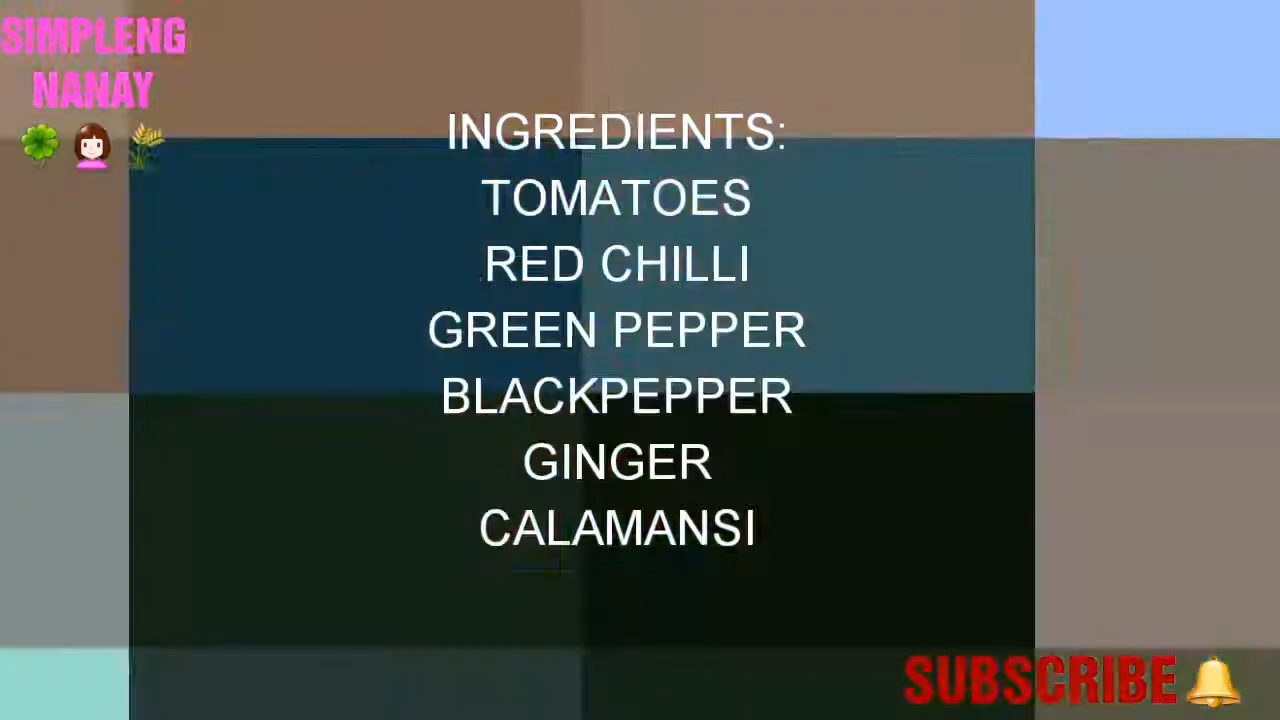 SIMPLENG
NANAY
INGREDIENTS:
TOMATOES
RED CHILLI
GREEN PEPPER
BLACKPEPPER
GINGER
CALAMANSI
SUBSCRIBE